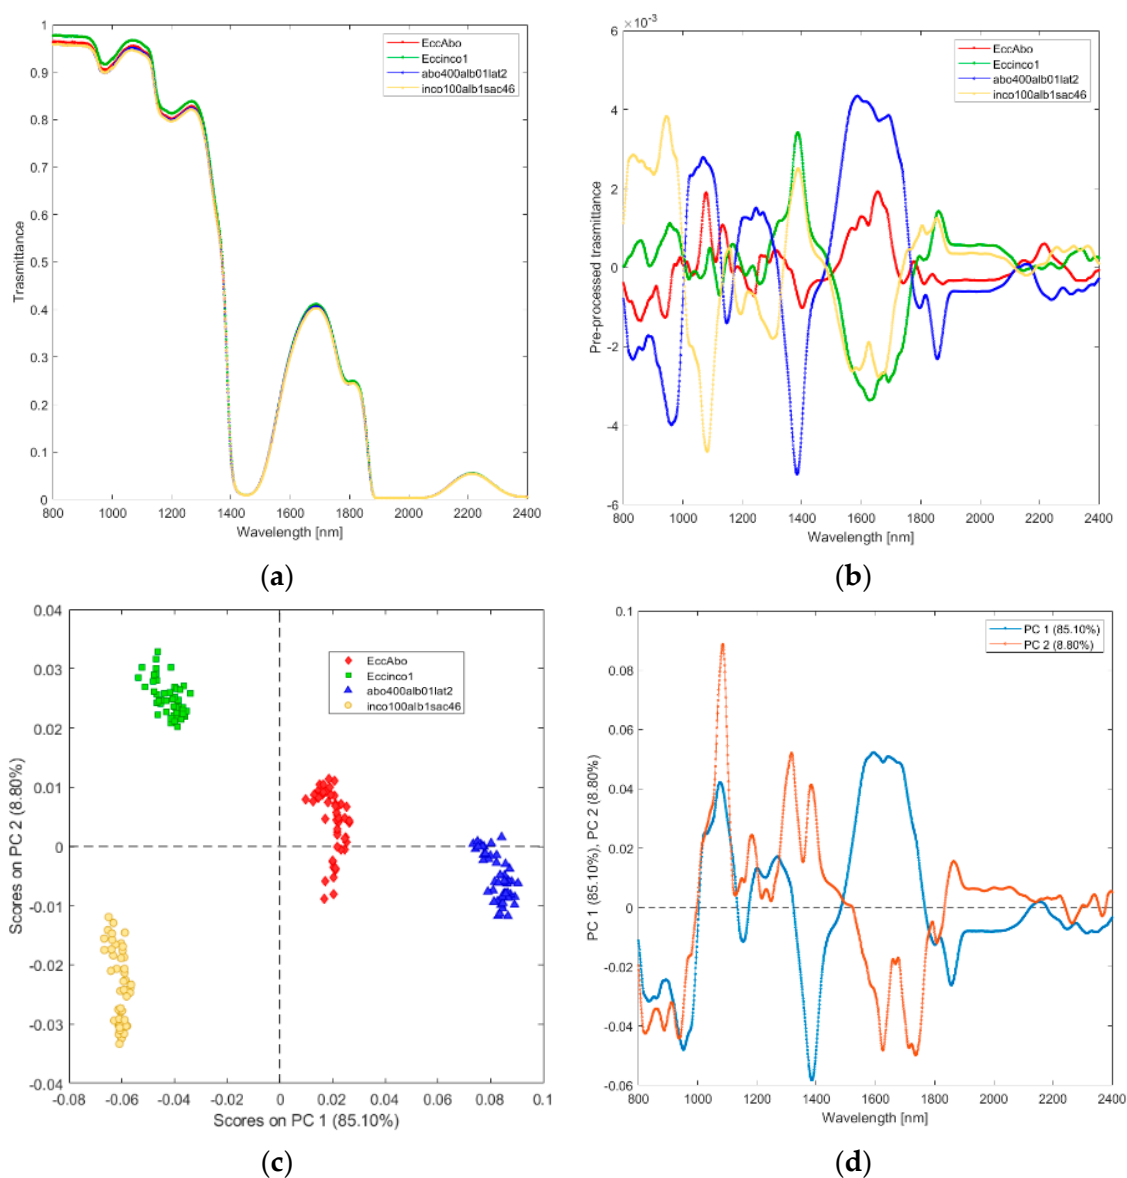 1
0.9
0.8
0.7
0.6
0.5
0.4
0.3
0.2
0.1
0
Trasmittance
EccAbo
Eccinco1
abo400alb01lat2
inco100alb1sac46
800 1000 1200 1400 1600 1800 2000 2200 2400
Wavelength [nm]
(a)
×10⁻³
6
4
2
0
-2
-4
-6
Pre-processed trasmittance
EccAbo
Eccinco1
abo400alb01lat2
inco100alb1sac46
800 1000 1200 1400 1600 1800 2000 2200 2400
Wavelength [nm]
(b)
0.04
0.03
0.02
0.01
0
-0.01
-0.02
-0.03
-0.04
Scores on PC 2 (8.80%)
EccAbo
Eccinco1
abo400alb01lat2
inco100alb1sac46
-0.08 -0.06 -0.04 -0.02 0 0.02 0.04 0.06 0.08 0.1
Scores on PC 1 (85.10%)
(c)
0.1
0.08
0.06
0.04
0.02
0
-0.02
-0.04
-0.06
PC 1 (85.10%), PC 2 (8.80%)
PC 1 (85.10%)
PC 2 (8.80%)
800 1000 1200 1400 1600 1800 2000 2200 2400
Wavelength [nm]
(d)